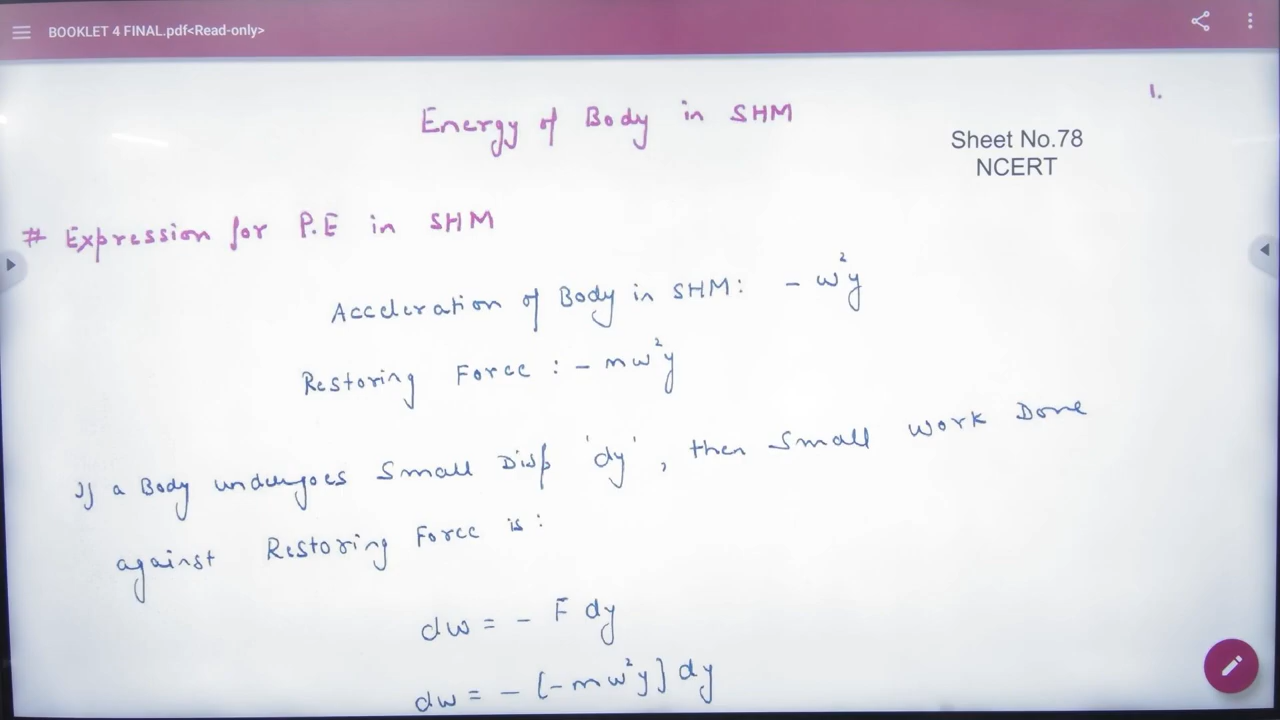 BOOKLET 4 FINAL.pdf<Read-only>
1.
Energy of Body in SHM
Sheet No.78
NCERT
# Expression for P.E in SHM
Acceleration of Body in SHM: - ω²y
Restoring Force : - mω²y
If a Body undergoes Small Disp 'dy', then Small Work Done
against Restoring Force is :
dw = - F dy
dw = - [-mω²y] dy